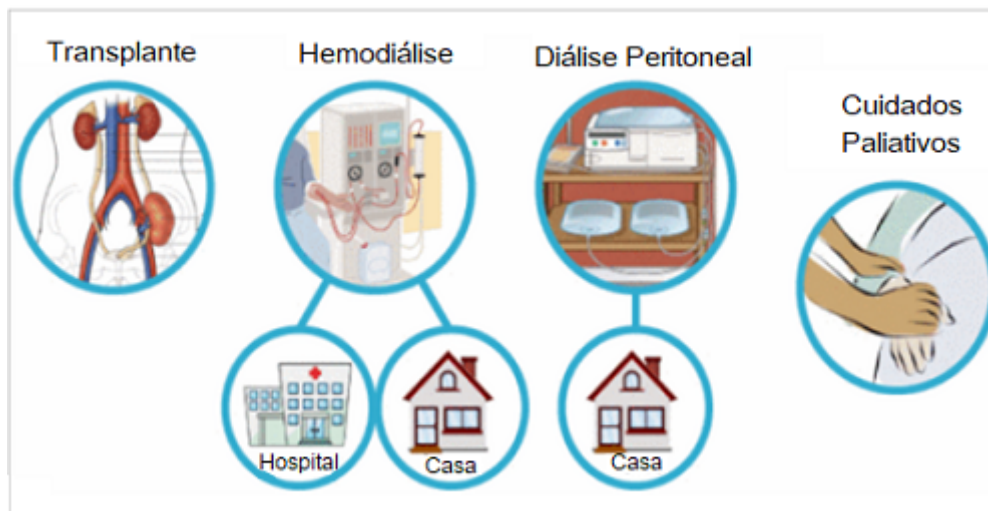 Transplante
Hemodiálise
Diálise Peritoneal
Cuidados
Paliativos
Hospital
Casa
Casa